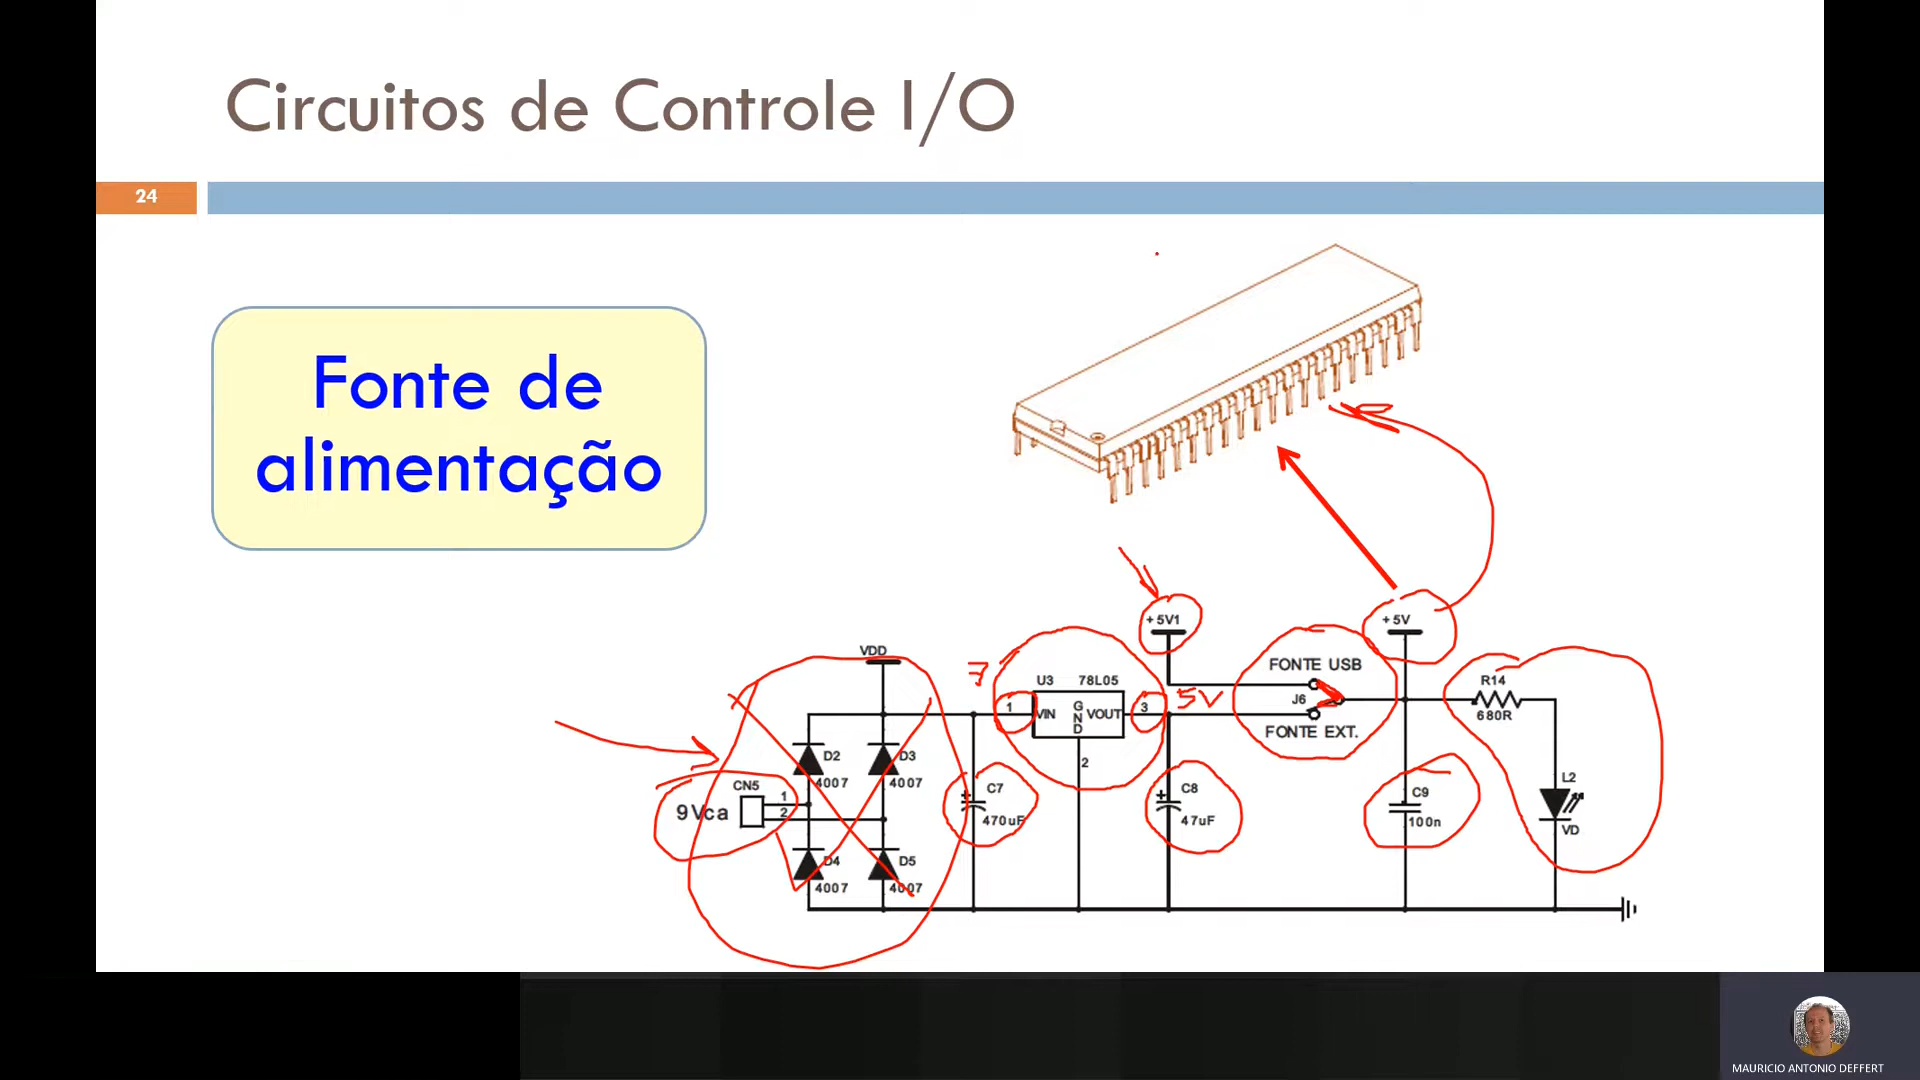 Circuitos de Controle I/O
24
Fonte de
alimentação
+5V1
+5V
VDD
7
U3 78L05
1
VIN
GND
VOUT
3
5V
2
FONTE USB
J6
FONTE EXT.
R14
680R
D2
4007
D3
4007
CN5
1
2
9Vca
D4
4007
D5
4007
+
C7
470uF
+
C8
47uF
C9
100n
L2
VD
MAURICIO ANTONIO DEFFERT